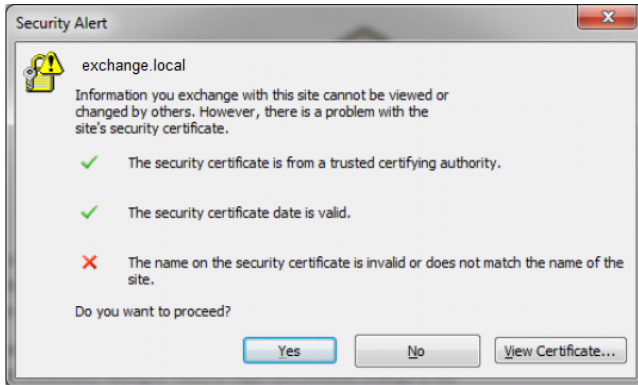 Security Alert
exchange.local
Information you exchange with this site cannot be viewed or
changed by others. However, there is a problem with the
site's security certificate.
The security certificate is from a trusted certifying authority.
The security certificate date is valid.
The name on the security certificate is invalid or does not match the name of the
site.
Do you want to proceed?
Yes No View Certificate...